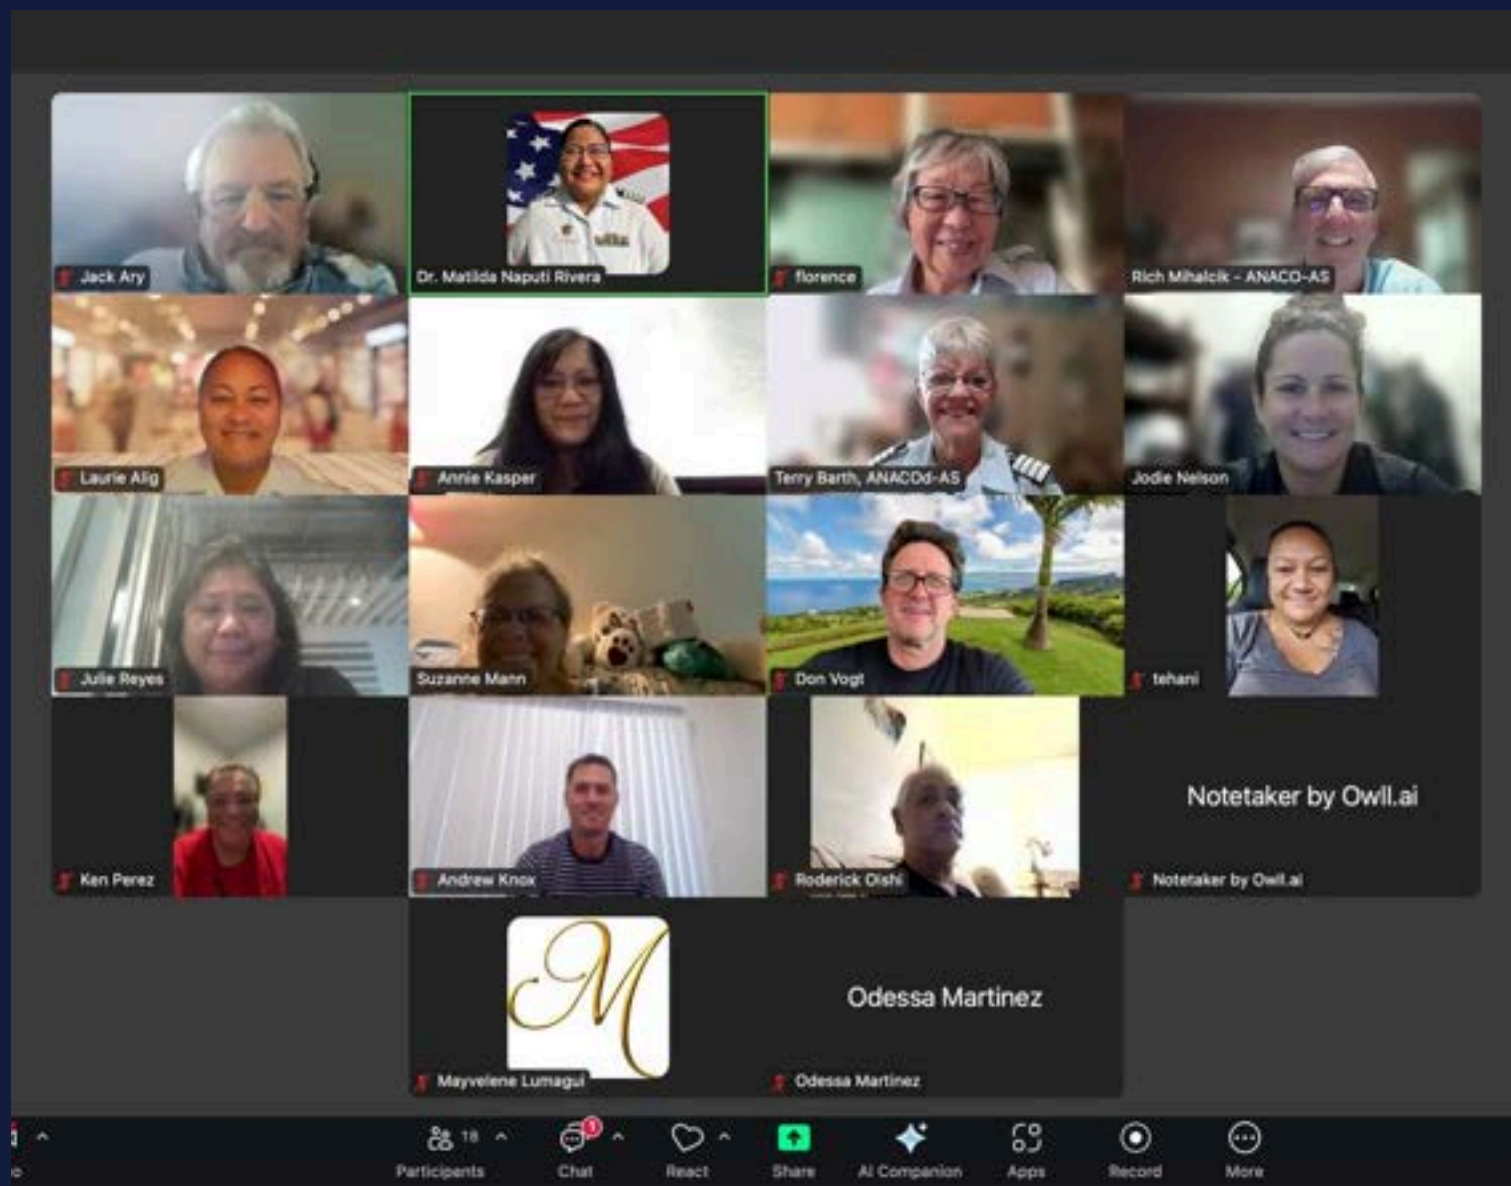 Jack Ary
Dr. Matilda Naputi Rivera
florence
Rich Mihalcik - ANACO-AS
Laurie Alig
Annie Kasper
Terry Barth, ANACOd-AS
Jodie Nelson
Julie Reyes
Suzanne Mann
Don Vogt
tehani
Ken Perez
Andrew Knox
Roderick Oishi
Notetaker by Owll.ai
Notetaker by Owll.ai
M
Mayvelene Lumagui
Odessa Martinez
Odessa Martinez
18
1
Participants
Chat
React
Share
AI Companion
Apps
Record
More